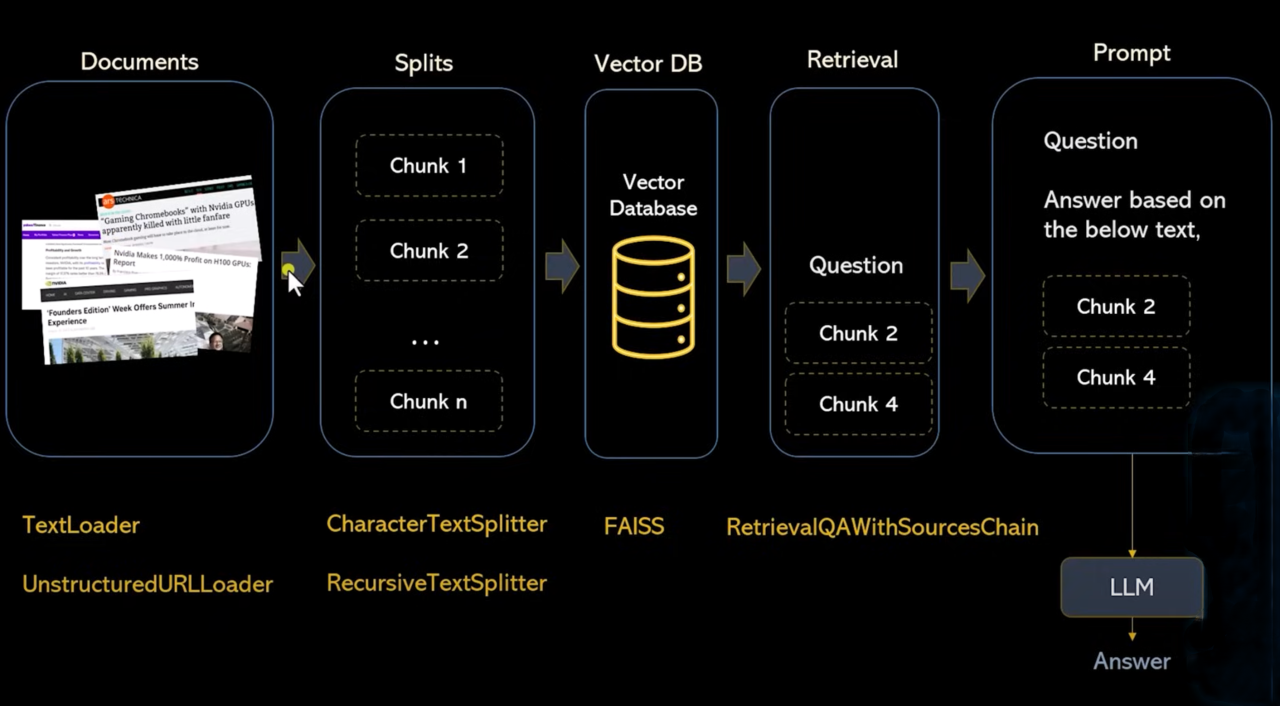 Documents
Splits
Vector DB
Retrieval
Prompt
ars TECHNICA
"Gaming Chromebooks" with Nvidia GPUs
apparently killed with little fanfare
Profitability and Growth
Nvidia Makes 1,000% Profit on H100 GPUs:
Report
NVIDIA
'Founders Edition' Week Offers Summer In
Experience
Chunk 1
Chunk 2
...
Chunk n
Vector
Database
Question
Chunk 2
Chunk 4
Question
Answer based on
the below text,
Chunk 2
Chunk 4
TextLoader
UnstructuredURLLoader
CharacterTextSplitter
RecursiveTextSplitter
FAISS
RetrievalQAWithSourcesChain
LLM
Answer